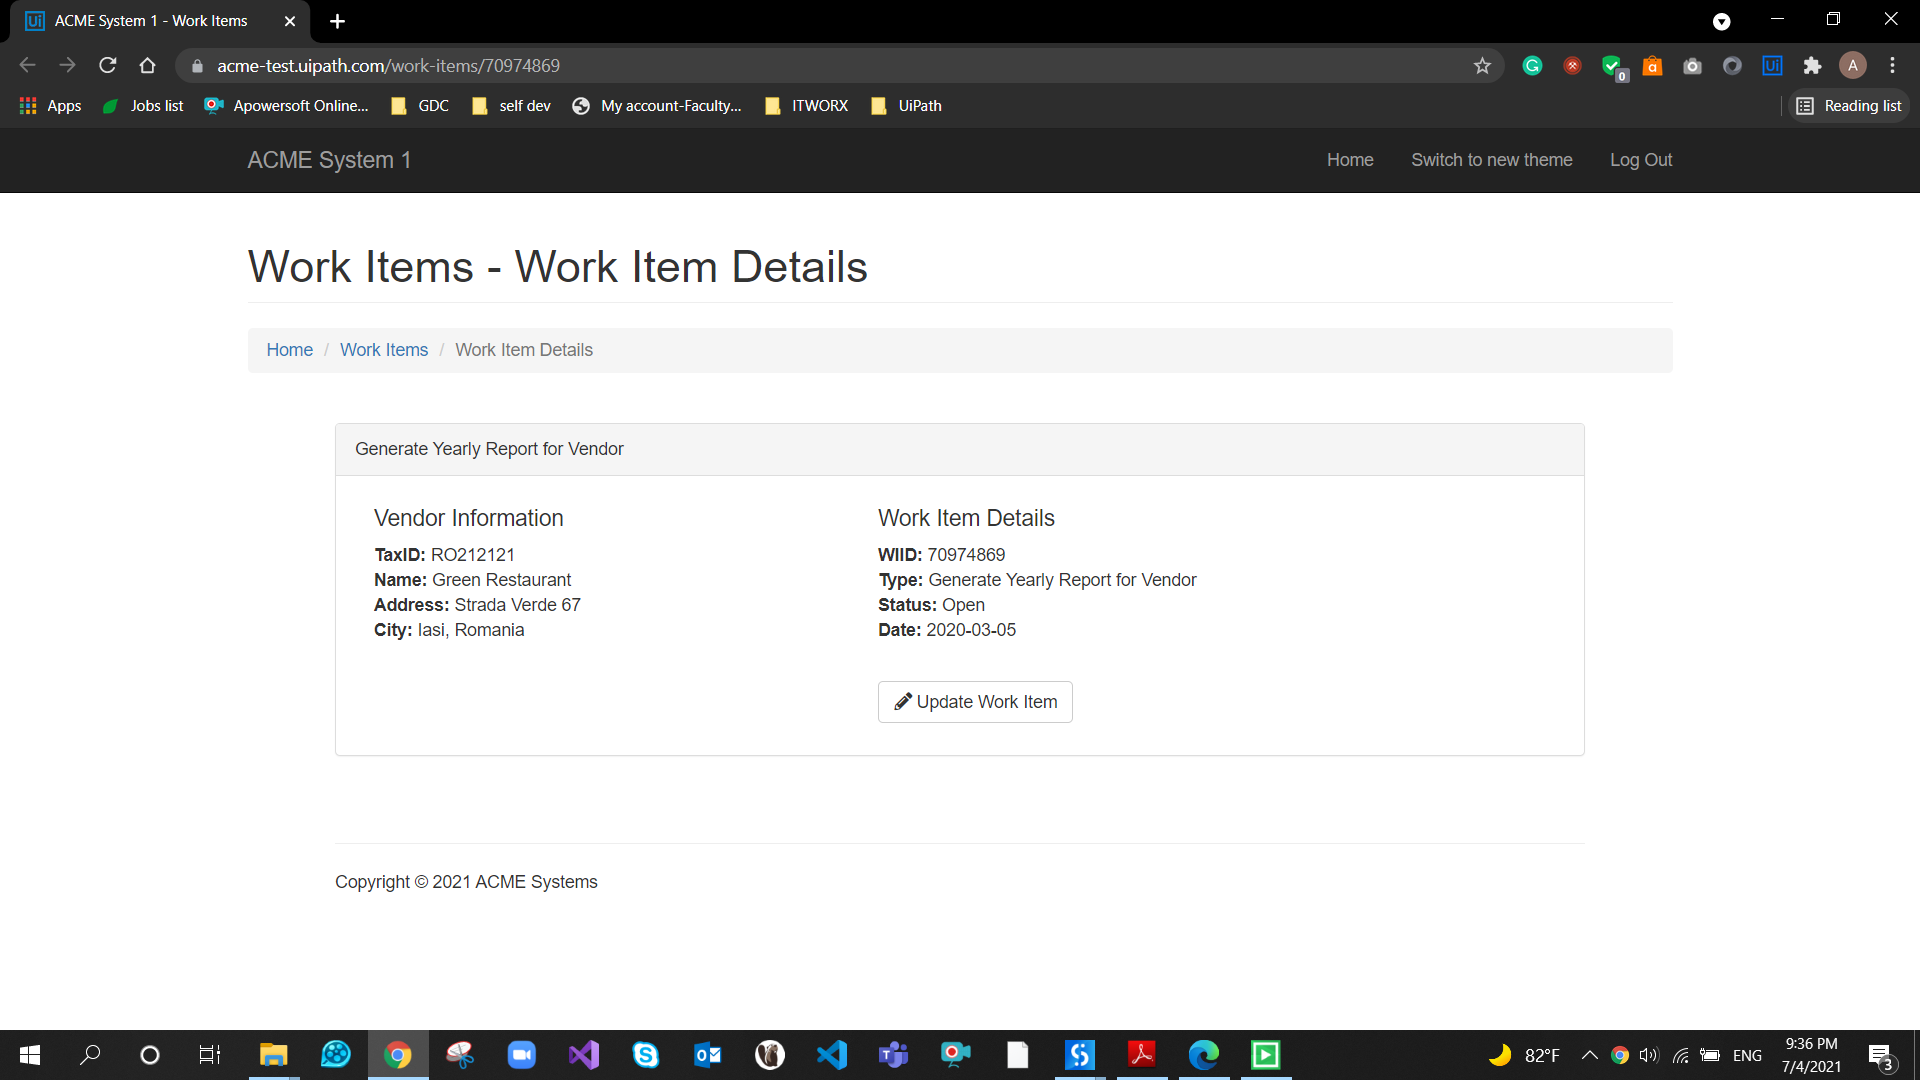 ACME System 1 - Work Items
acme-test.uipath.com/work-items/70974869
Apps
Jobs list
Apowersoft Online...
GDC
self dev
My account-Faculty...
ITWORX
UiPath
Reading list
ACME System 1
Home
Switch to new theme
Log Out
Work Items - Work Item Details
Home / Work Items / Work Item Details
Generate Yearly Report for Vendor
Vendor Information
TaxID: RO212121
Name: Green Restaurant
Address: Strada Verde 67
City: Iasi, Romania
Work Item Details
WIID: 70974869
Type: Generate Yearly Report for Vendor
Status: Open
Date: 2020-03-05
Update Work Item
Copyright © 2021 ACME Systems
82°F
ENG
9:36 PM
7/4/2021
3